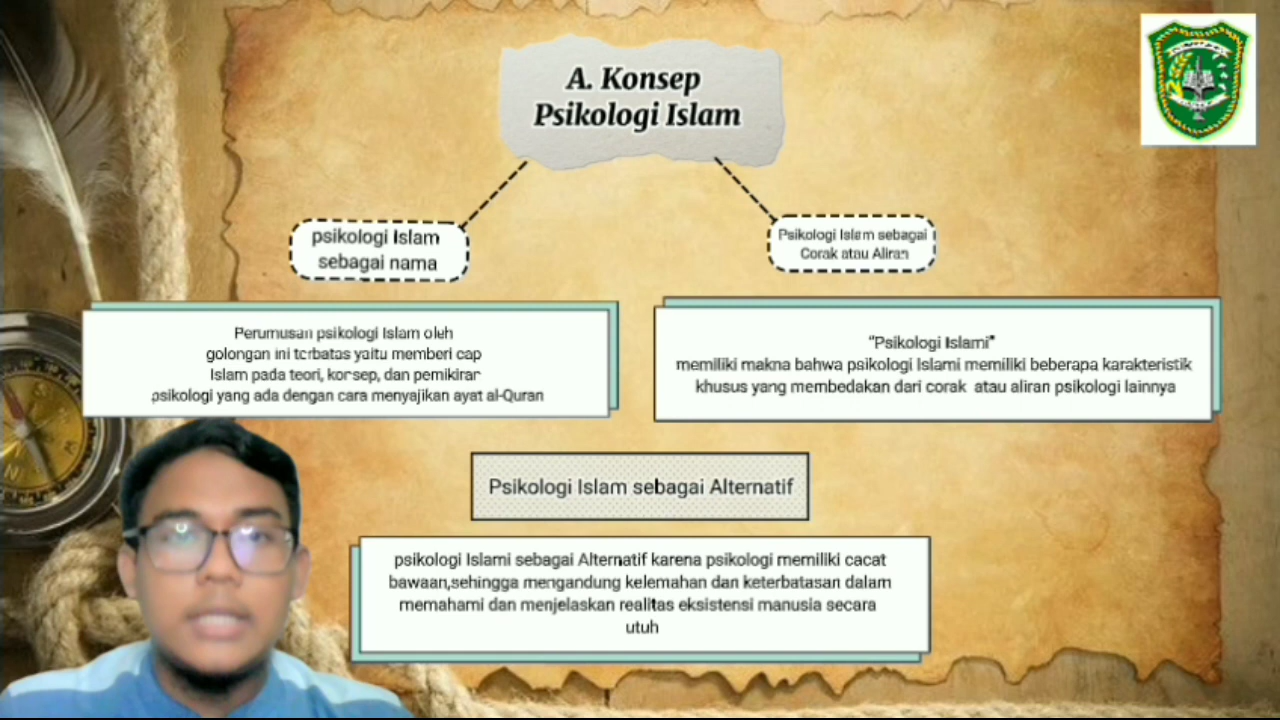 A. Konsep
Psikologi Islam
psikologi Islam
sebagai nama
Psikologi Islam sebagai
Corak atau Aliran
Perumusan psikologi Islam oleh
golongan ini terbatas yaitu memberi cap
Islam pada teori, konsep, dan pemikiran
psikologi yang ada dengan cara menyajikan ayat al-Quran
"Psikologi Islami"
memiliki makna bahwa psikologi Islami memiliki beberapa karakteristik
khusus yang membedakan dari corak atau aliran psikologi lainnya
Psikologi Islam sebagai Alternatif
psikologi Islami sebagai Alternatif karena psikologi memiliki cacat
bawaan,sehingga mengandung kelemahan dan keterbatasan dalam
memahami dan menjelaskan realitas eksistensi manusia secara
utuh